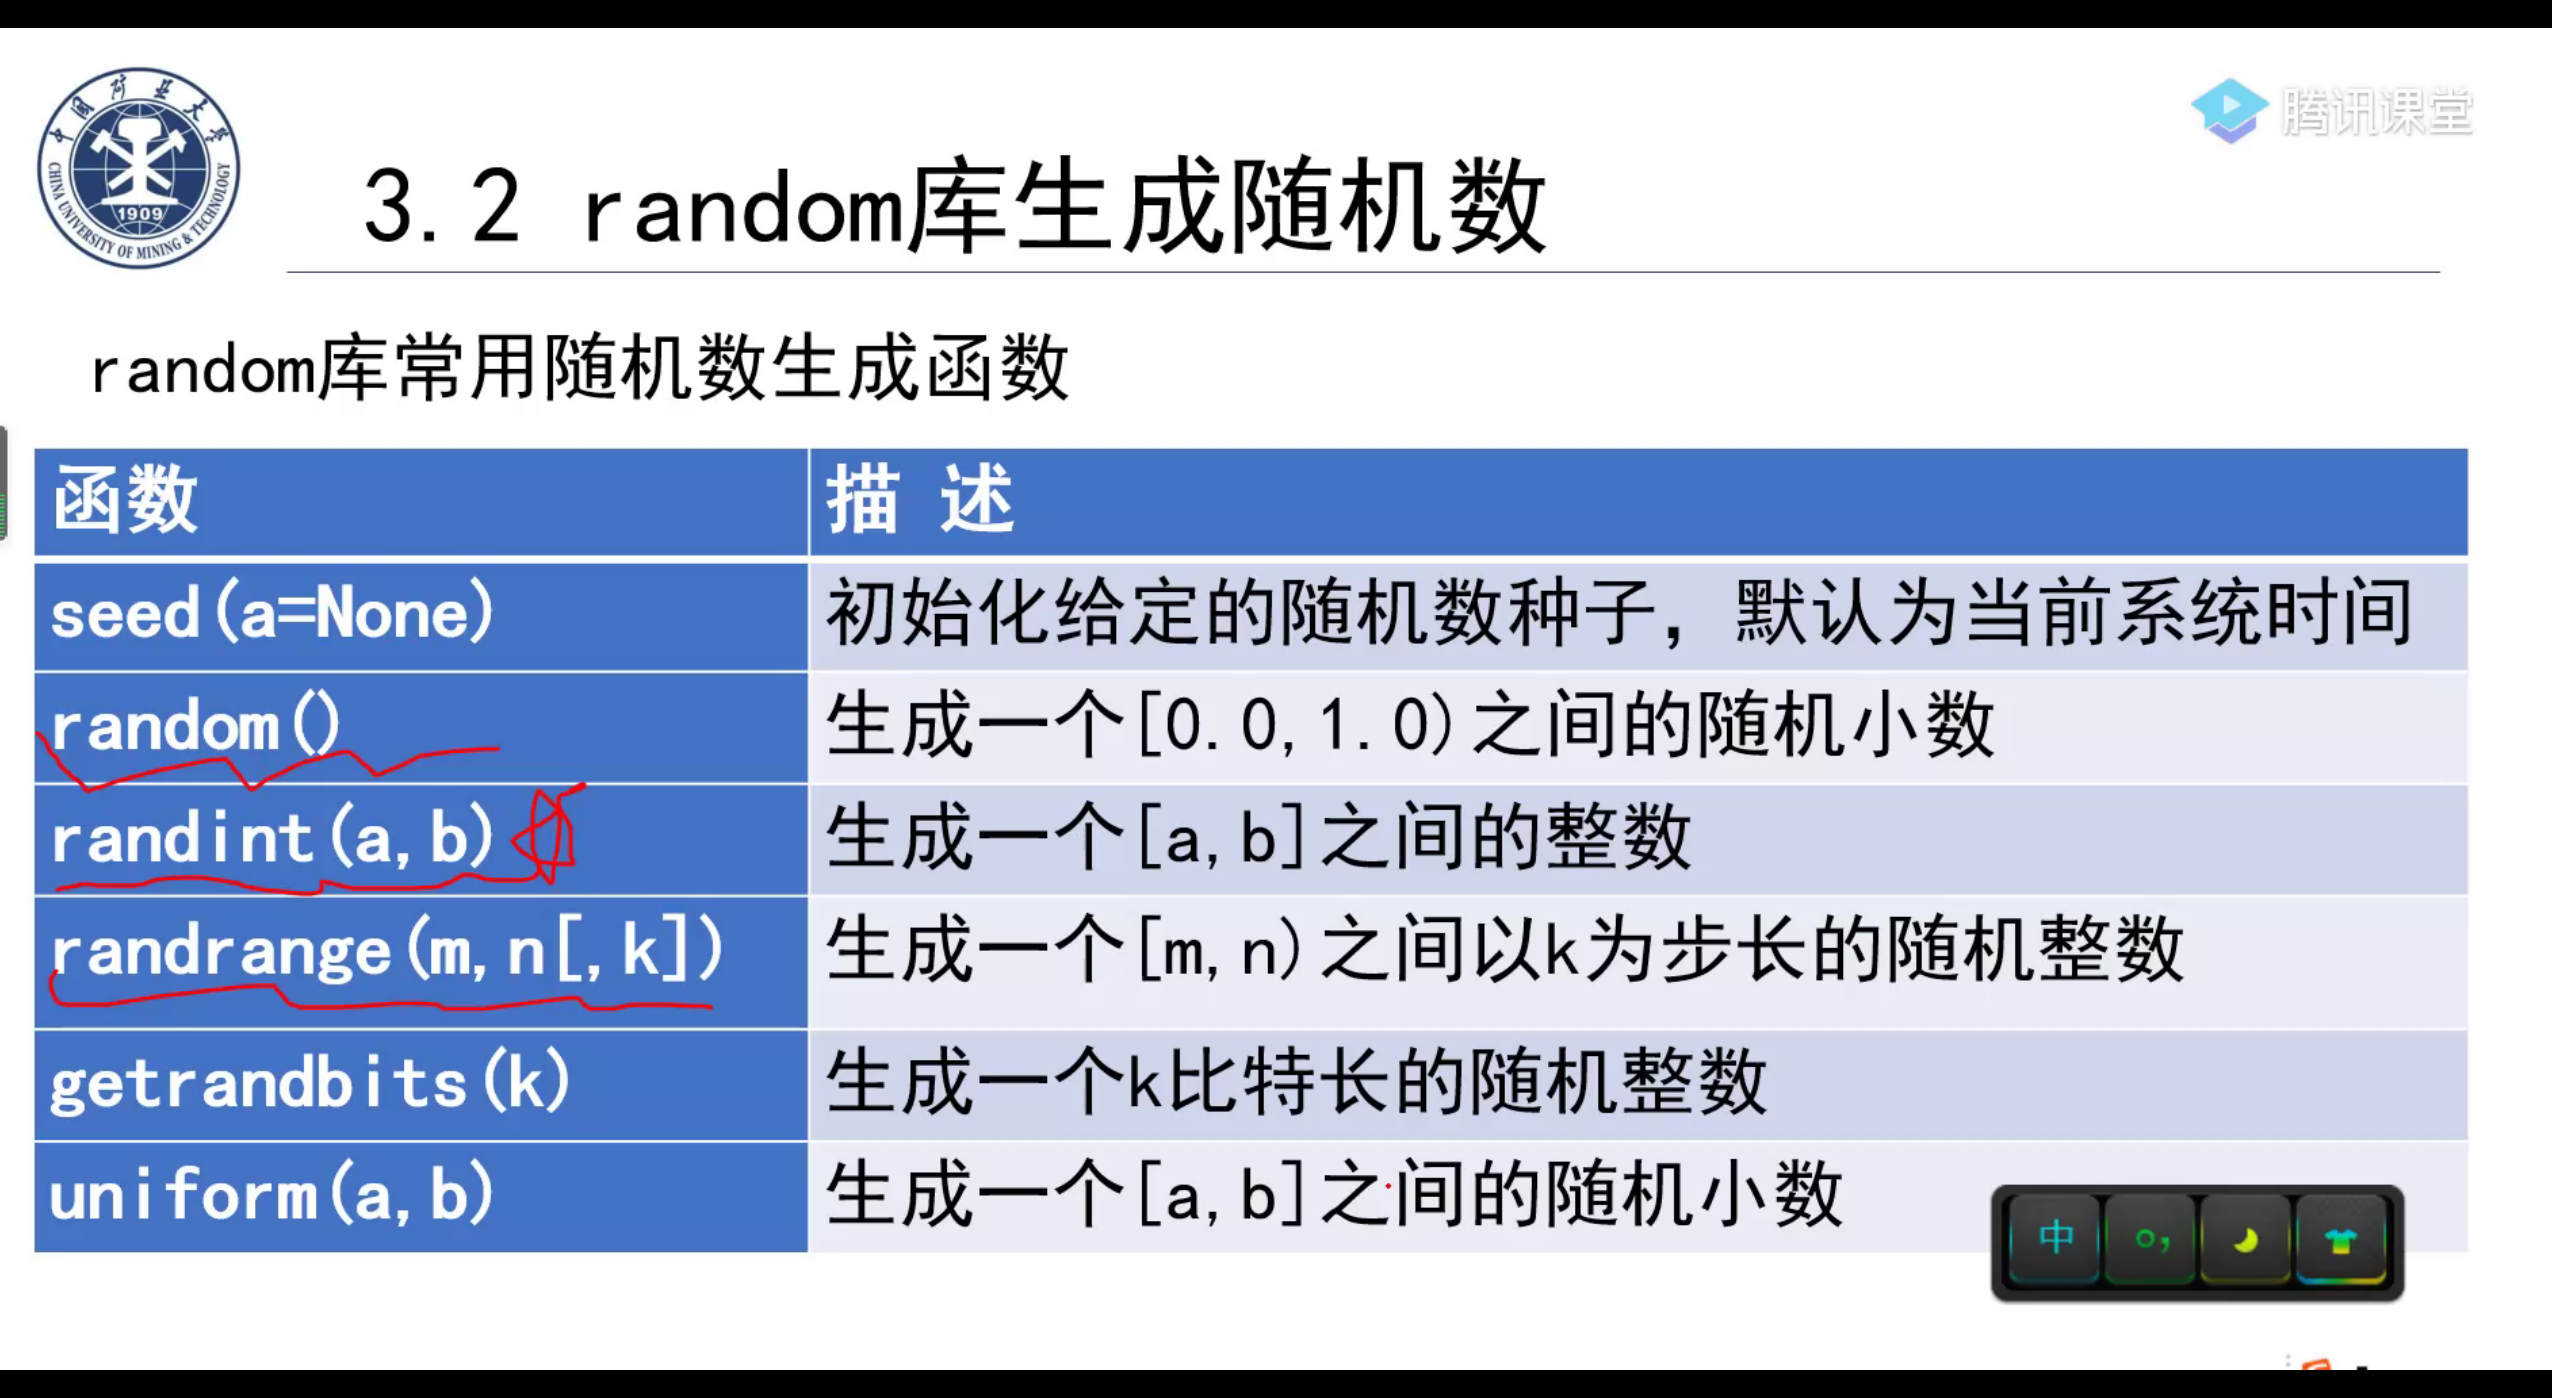 中国矿业大学
CHINA UNIVERSITY OF MINING & TECHNOLOGY
1909
腾讯课堂
3.2 random库生成随机数
random库常用随机数生成函数
函数 描 述
seed(a=None) 初始化给定的随机数种子，默认为当前系统时间
random() 生成一个[0.0,1.0)之间的随机小数
randint(a,b) 生成一个[a,b]之间的整数
randrange(m,n[,k]) 生成一个[m,n)之间以k为步长的随机整数
getrandbits(k) 生成一个k比特长的随机整数
uniform(a,b) 生成一个[a,b]之间的随机小数
中 o,